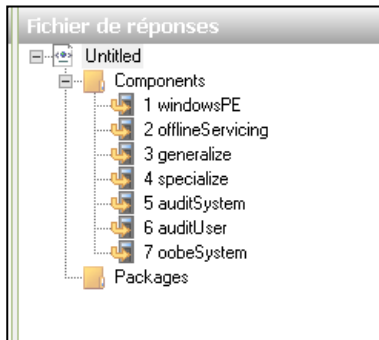 Fichier de réponses
Untitled
Components
1 windowsPE
2 offlineServicing
3 generalize
4 specialize
5 auditSystem
6 auditUser
7 oobeSystem
Packages